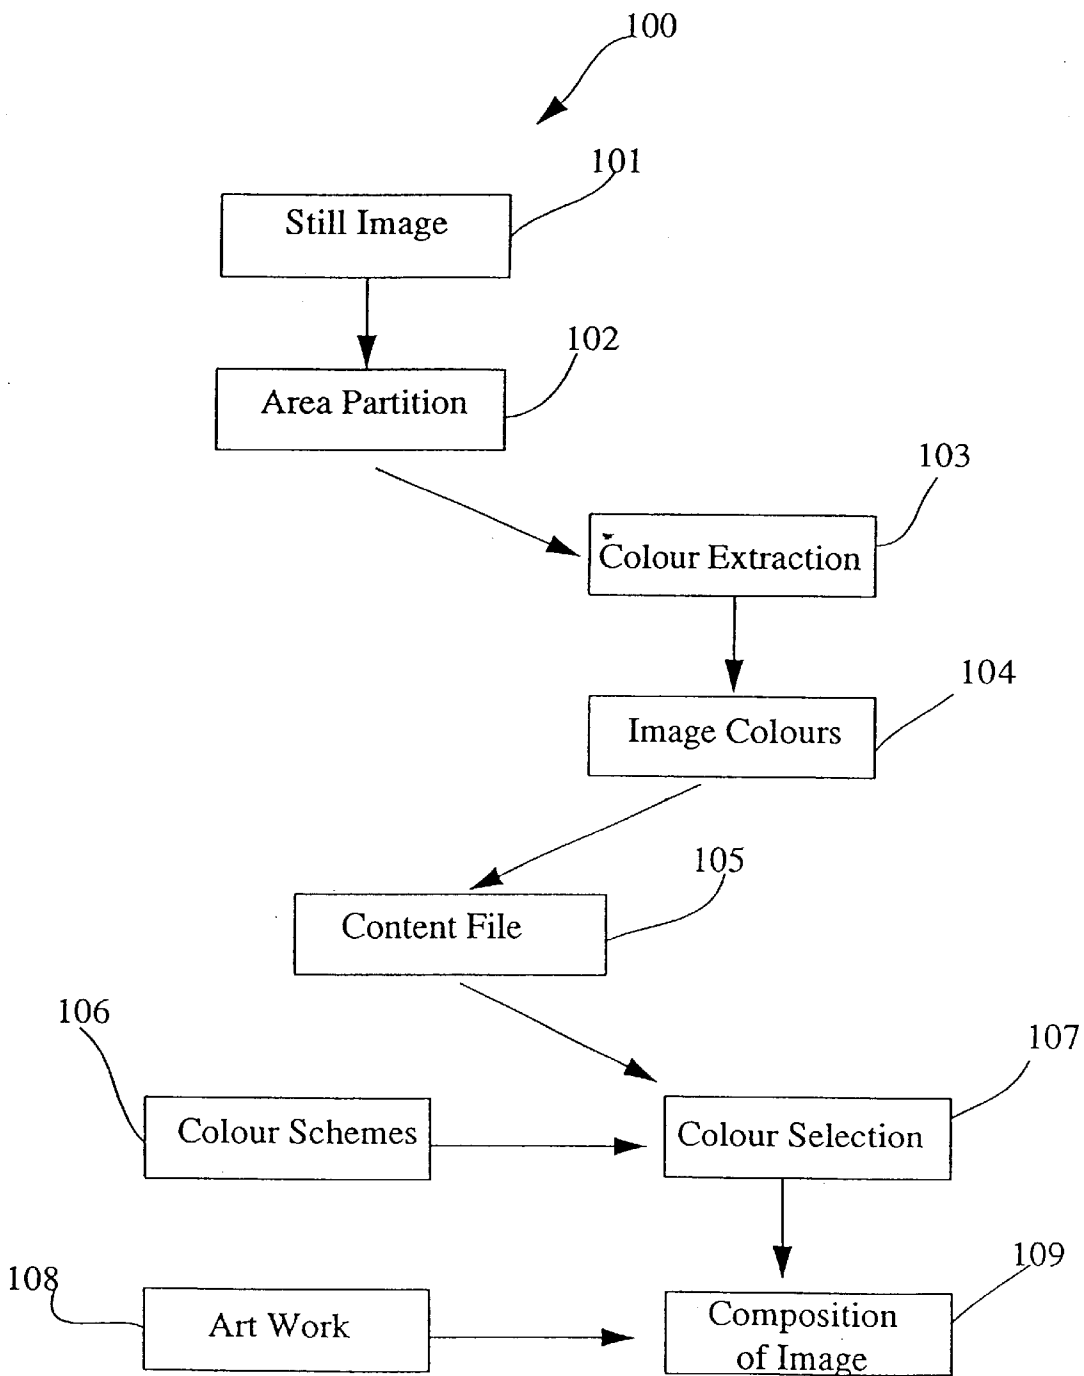 100
101
Still Image
102
Area Partition
103
Colour Extraction
104
Image Colours
105
Content File
106
107
Colour Schemes
Colour Selection
108
109
Art Work
Composition
of Image